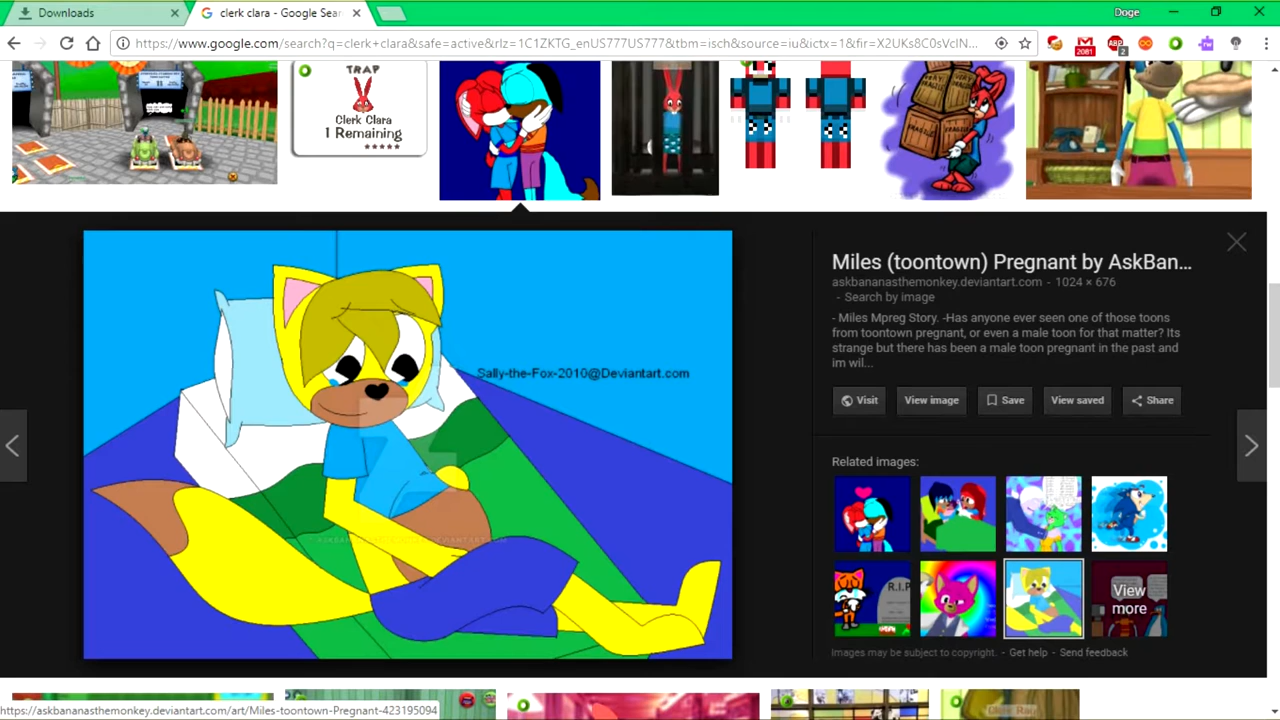 Downloads
clerk clara - Google Sear
Doge
https://www.google.com/search?q=clerk+clara&safe=active&rlz=1C1ZKTG_enUS777US777&tbm=isch&source=iu&ictx=1&fir=X2UKs8C0sVclN...
2081
2
TRAP
Clerk Clara
1 Remaining
Miles (toontown) Pregnant by AskBan...
askbananasthemonkey.deviantart.com - 1024 × 676
- Search by image
- Miles Mpreg Story. -Has anyone ever seen one of those toons
from toontown pregnant, or even a male toon for that matter? Its
strange but there has been a male toon pregnant in the past and
im wil...
Sally-the-Fox-2010@Deviantart.com
Visit
View image
Save
View saved
Share
Related images:
R.I.P
View
more
Images may be subject to copyright. - Get help - Send feedback
https://askbananasthemonkey.deviantart.com/art/Miles-toontown-Pregnant-423195094